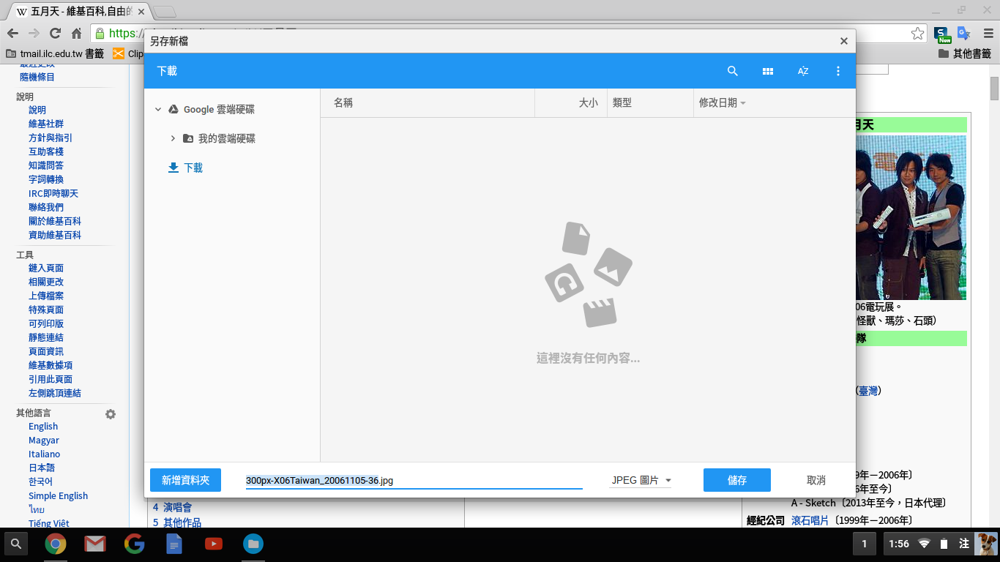 五月天 - 維基百科,自由的
https://
tmail.ilc.edu.tw 書籤
Clip
其他書籤
New
另存新檔
下載
AZ
Google 雲端硬碟
我的雲端硬碟
下載
名稱 大小 類型 修改日期
這裡沒有任何內容...
新增資料夾
300px-X06Taiwan_20061105-36.jpg
JPEG 圖片
儲存
取消
隨機條目
說明
說明
維基社群
方針與指引
互助客棧
知識問答
字詞轉換
IRC即時聊天
聯絡我們
關於維基百科
資助維基百科
工具
鏈入頁面
相關更改
上傳檔案
特殊頁面
可列印版
靜態連結
頁面資訊
維基數據項
引用此頁面
左側跳頂連結
其他語言
English
Magyar
Italiano
日本語
한국어
Simple English
ไทย
Tiếng Việt
4 演唱會
5 其他作品
月天
06電玩展。
怪獸、瑪莎、石頭）
隊
（臺灣）
9年－2006年〕
年至今〕
A - Sketch〔2013年至今，日本代理〕
經紀公司 滾石唱片〔1999年－2006年〕
1
1:56
注